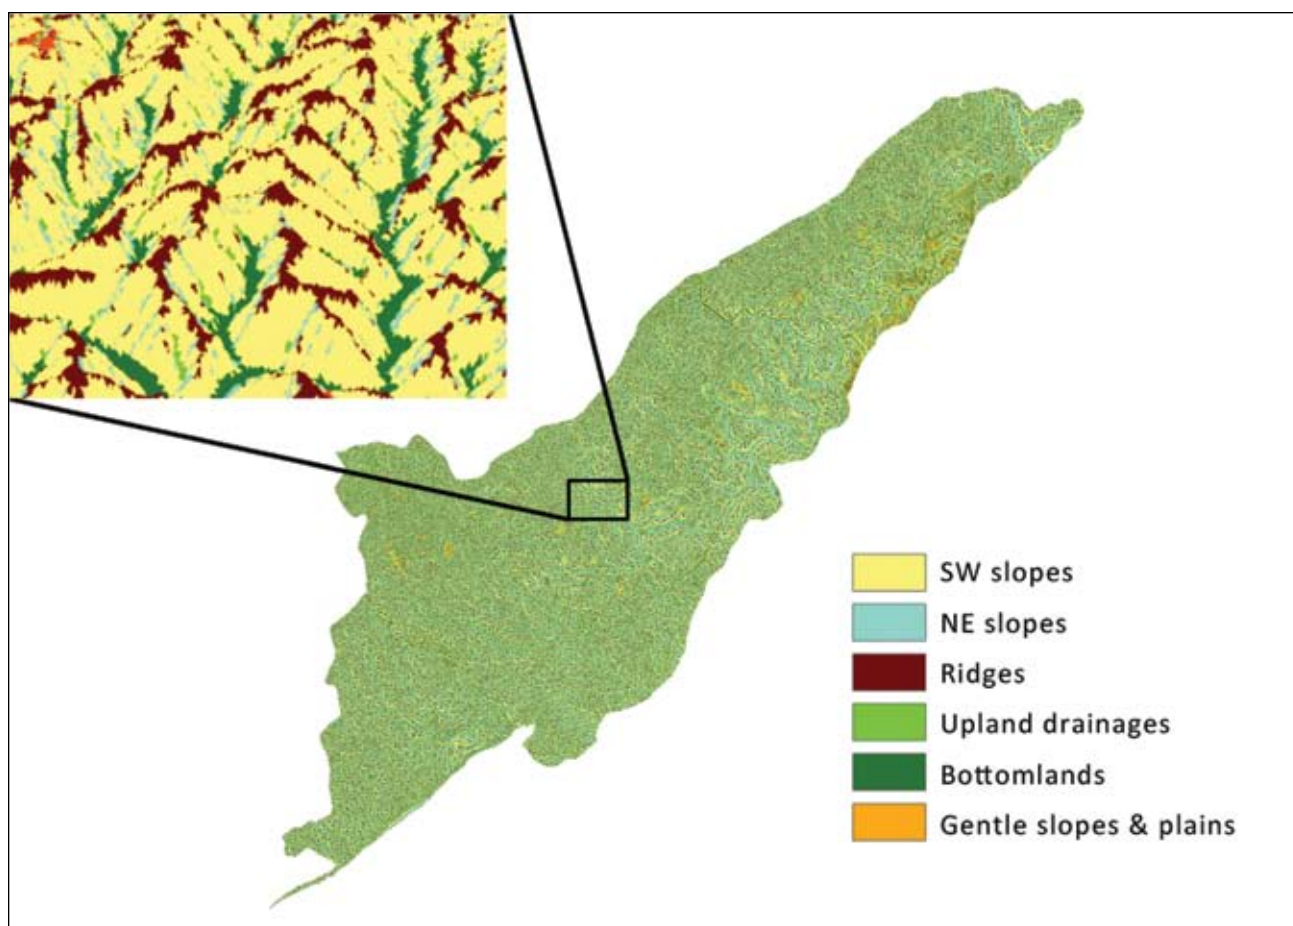 SW slopes
NE slopes
Ridges
Upland drainages
Bottomlands
Gentle slopes & plains